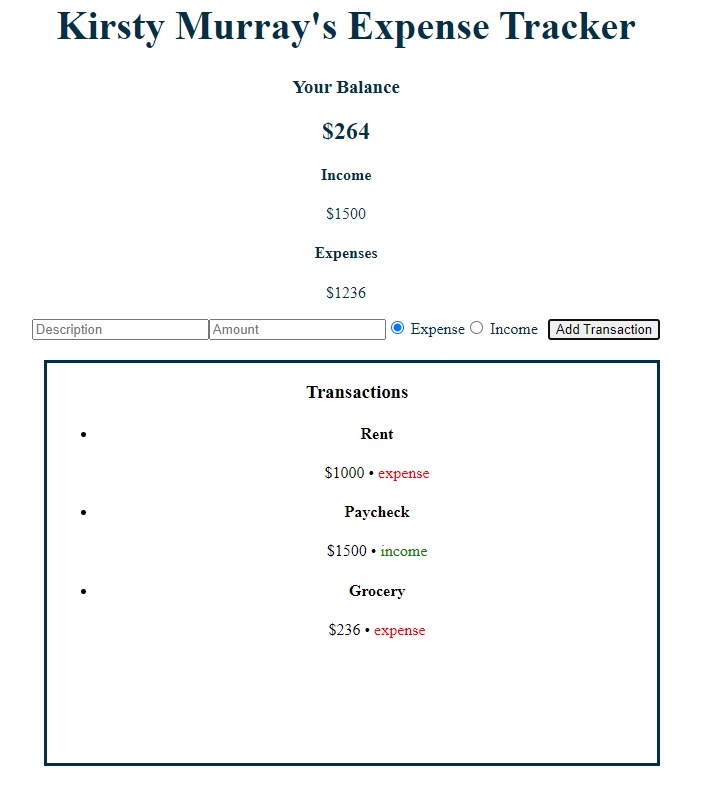 Kirsty Murray's Expense Tracker
Your Balance
$264
Income
$1500
Expenses
$1236
Description Amount Expense Income Add Transaction
Transactions
• Rent
$1000 • expense
• Paycheck
$1500 • income
• Grocery
$236 • expense